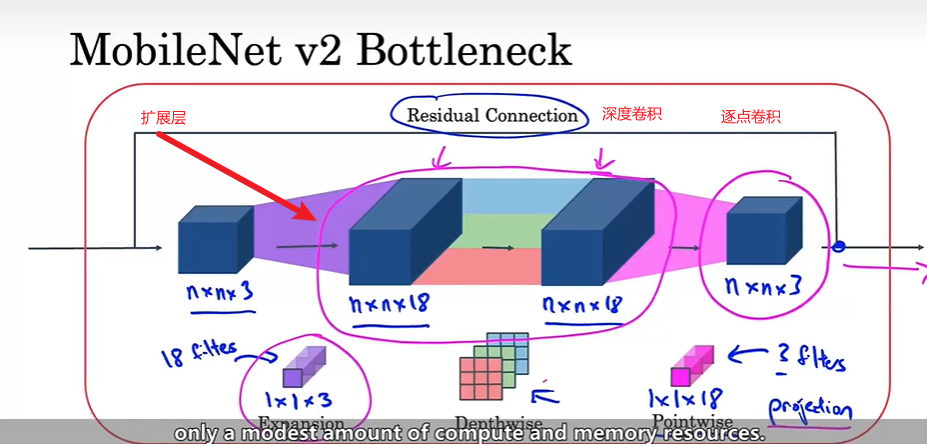 MobileNet v2 Bottleneck
扩展层
Residual Connection
深度卷积
逐点卷积
n×n×3
n×n×18
n×n×18
n×n×3
18 filters
3 filters
1×1×3
1×1×18
Expansion
Depthwise
Pointwise
projection
only a modest amount of compute and memory resources.